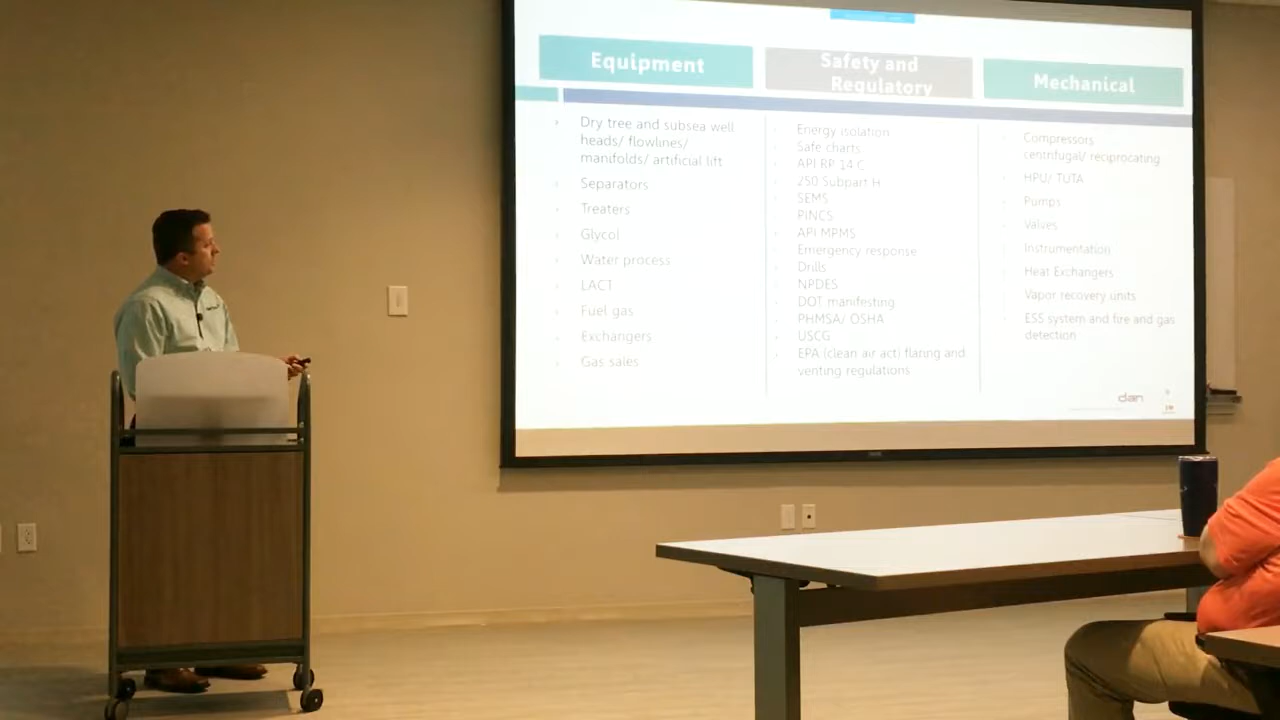 Equipment
Dry tree and subsea well
heads/ flowlines/
manifolds/ artificial lift
Separators
Treaters
Glycol
Water process
LACT
Fuel gas
Exchangers
Gas sales
Safety and
Regulatory
Energy isolation
Safe charts
API RP 14 C
250 Subpart H
SEMS
PINCS
API MPMS
Emergency response
Drills
NPDES
DOT manifesting
PHMSA/ OSHA
USCG
EPA (clean air act) flaring and
venting regulations
Mechanical
Compressors
centrifugal/ reciprocating
HPU/ TUTA
Pumps
Valves
Instrumentation
Heat Exchangers
Vapor recovery units
ESS system and fire and gas
detection